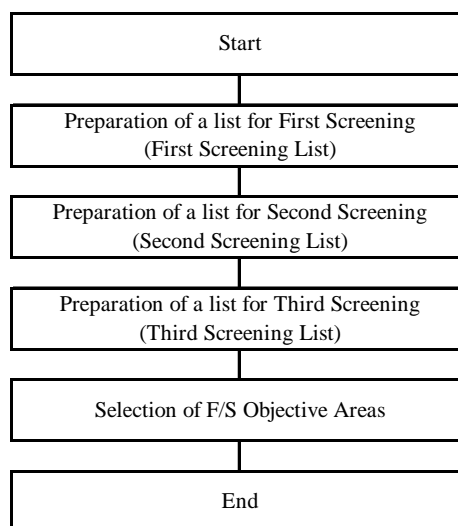 Start
Preparation of a list for First Screening
(First Screening List)
Preparation of a list for Second Screening
(Second Screening List)
Preparation of a list for Third Screening
(Third Screening List)
Selection of F/S Objective Areas
End